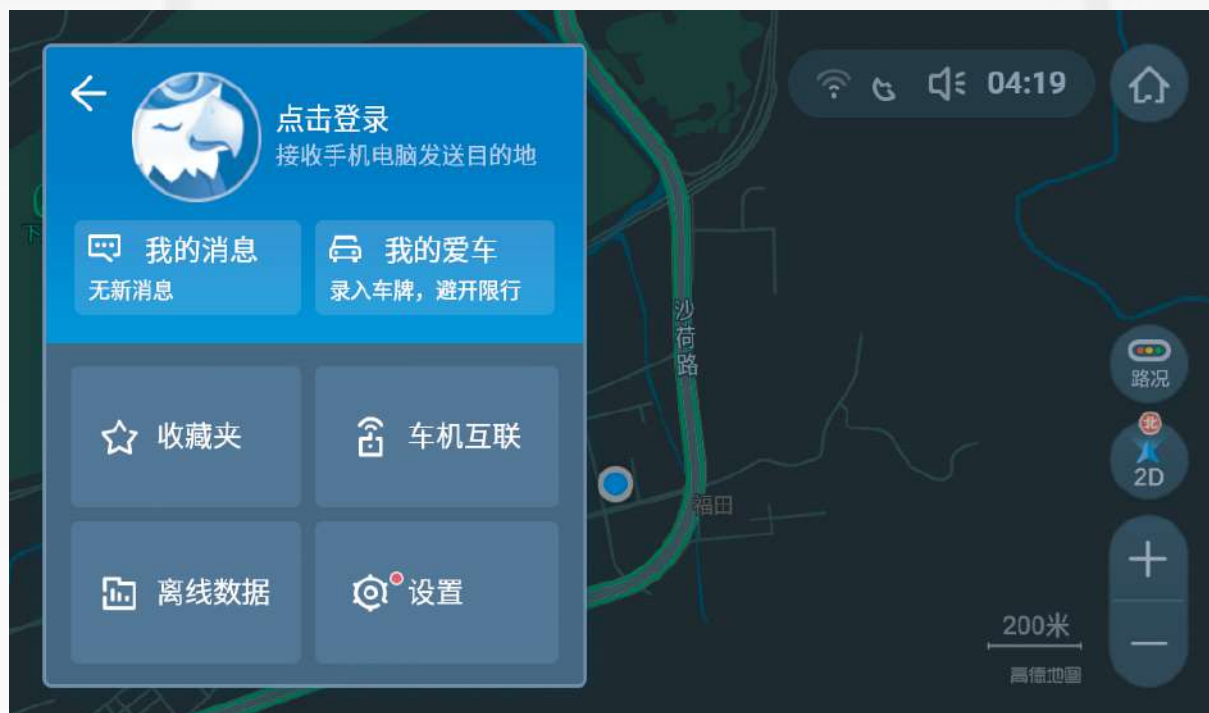 点击登录
接收手机电脑发送目的地
04:19
我的消息
无新消息
我的爱车
录入车牌，避开限行
收藏夹
车机互联
离线数据
设置
下
沙荷路
福田
路况
北
2D
200米
高德地图